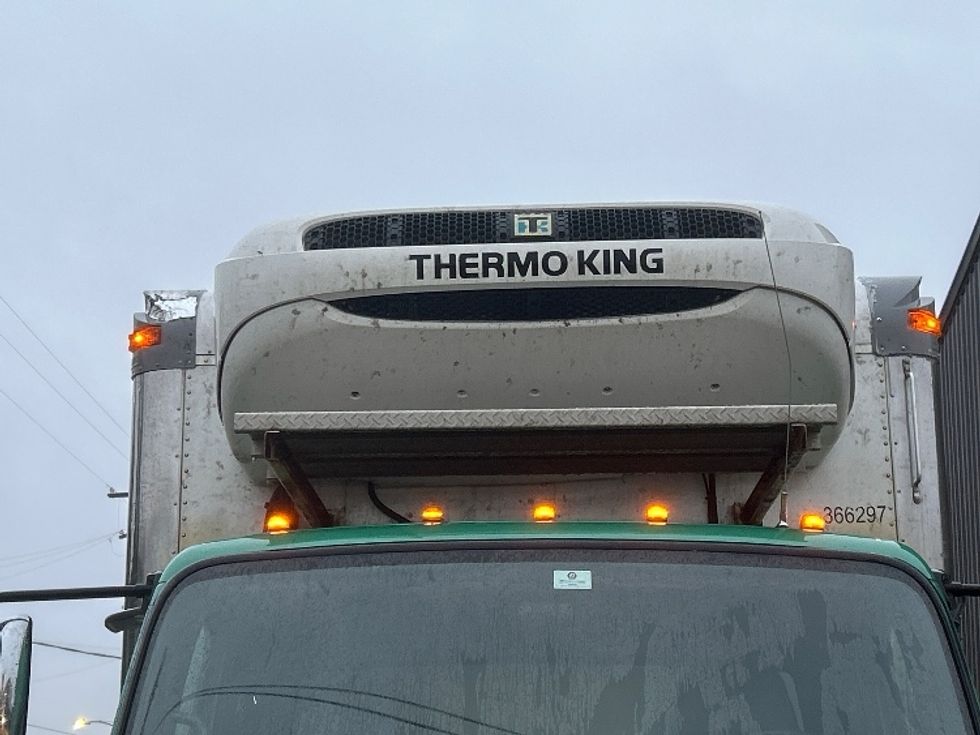 TK
THERMO KING
366297